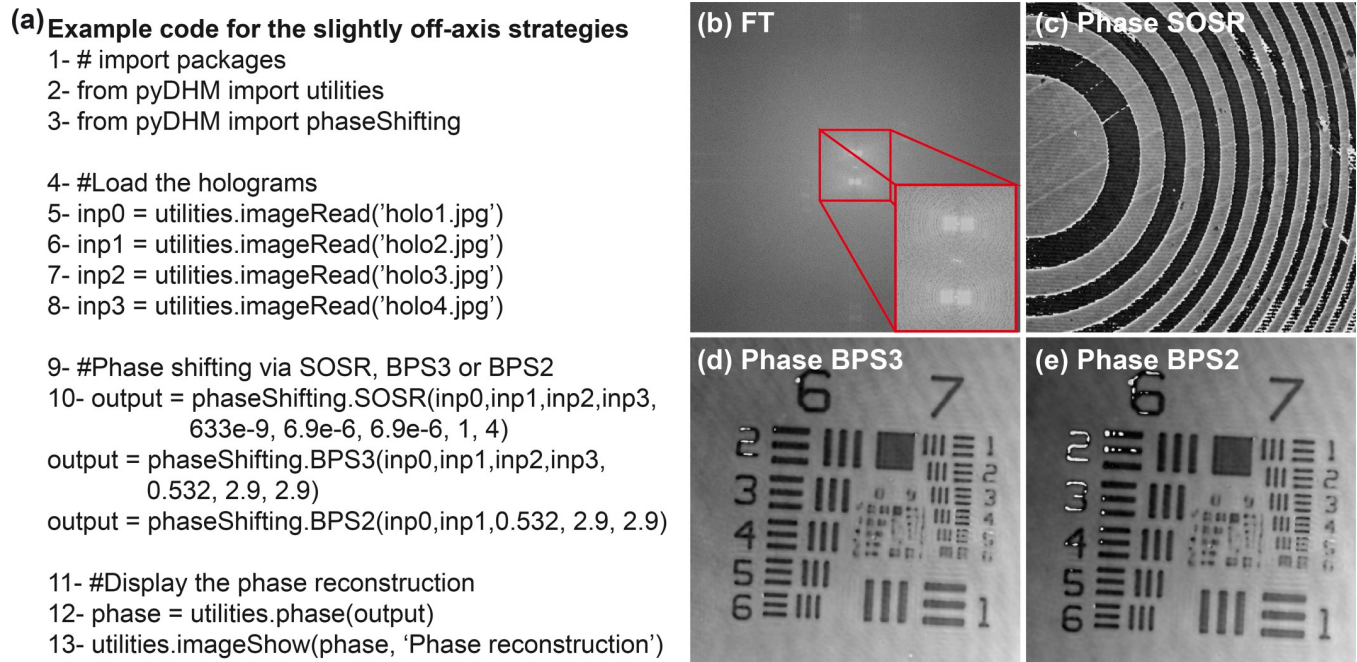 (a) Example code for the slightly off-axis strategies
1- # import packages
2- from pyDHM import utilities
3- from pyDHM import phaseShifting
4- #Load the holograms
5- inp0 = utilities.imageRead(’holo1.jpg’)
6- inp1 = utilities.imageRead(’holo2.jpg’)
7- inp2 = utilities.imageRead(’holo3.jpg’)
8- inp3 = utilities.imageRead(’holo4.jpg’)
9- #Phase shifting via SOSR, BPS3 or BPS2
10- output = phaseShifting.SOSR(inp0,inp1,inp2,inp3,
633e-9, 6.9e-6, 6.9e-6, 1, 4)
output = phaseShifting.BPS3(inp0,inp1,inp2,inp3,
0.532, 2.9, 2.9)
output = phaseShifting.BPS2(inp0,inp1,0.532, 2.9, 2.9)
11- #Display the phase reconstruction
12- phase = utilities.phase(output)
13- utilities.imageShow(phase, ‘Phase reconstruction’)
(b) FT
(c) Phase SOSR
(d) Phase BPS3
6 7
2 1
2
3 3
4 4
5
6 1
(e) Phase BPS2
6 7
2 1
2
3 3
4 4
5
6 1